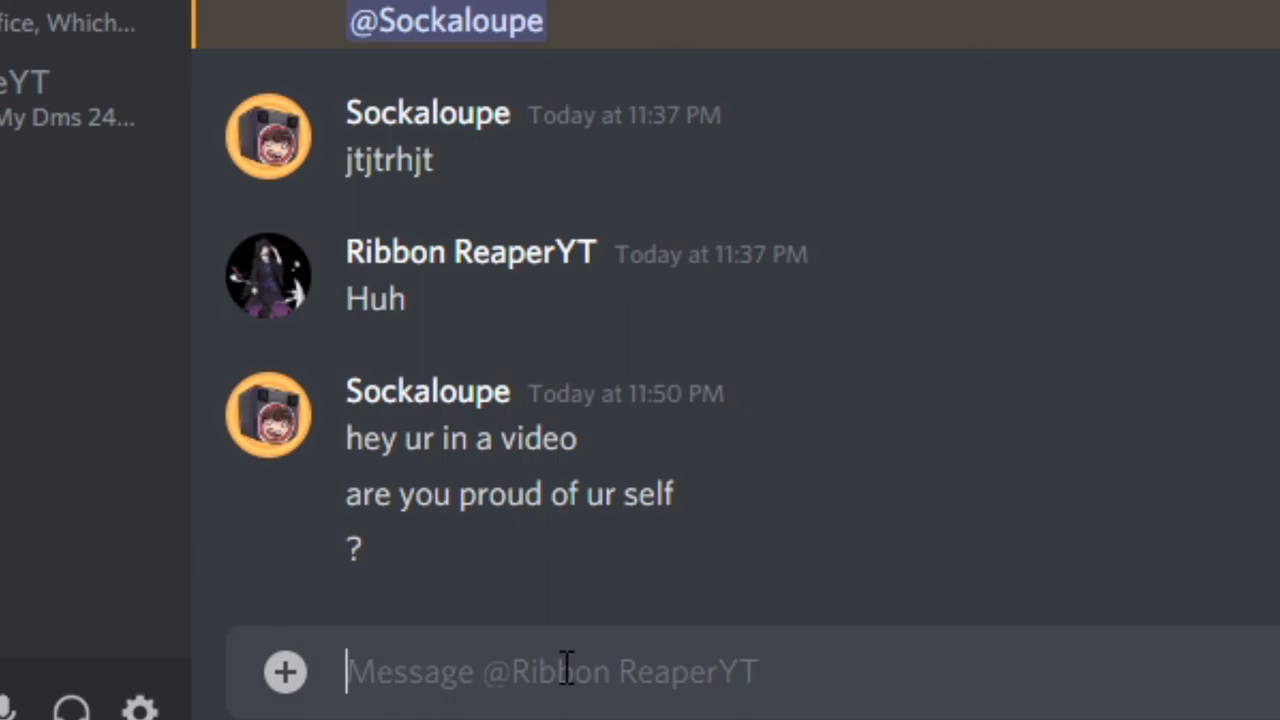 fice, Which...
@Sockaloupe
eYT
My Dms 24...
Sockaloupe Today at 11:37 PM
jtjtrhjt
Ribbon ReaperYT Today at 11:37 PM
Huh
Sockaloupe Today at 11:50 PM
hey ur in a video
are you proud of ur self
?
Message @Ribbon ReaperYT